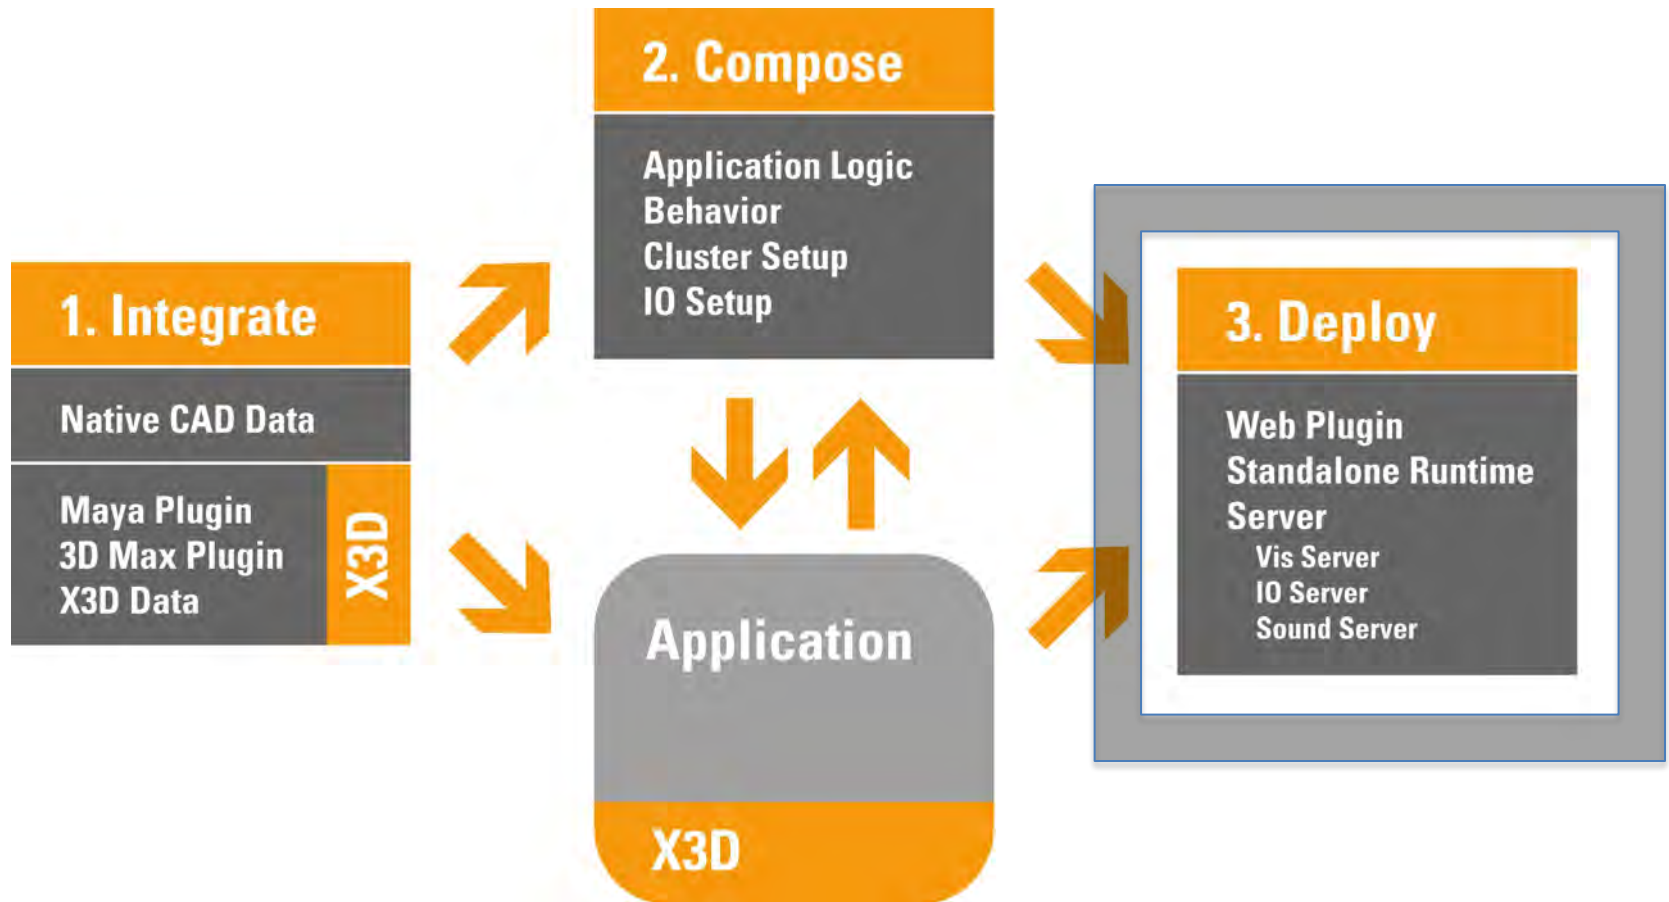 2. Compose
Application Logic
Behavior
Cluster Setup
IO Setup
1. Integrate
Native CAD Data
Maya Plugin
3D Max Plugin
X3D Data
X3D
3. Deploy
Web Plugin
Standalone Runtime
Server
Vis Server
IO Server
Sound Server
Application
X3D